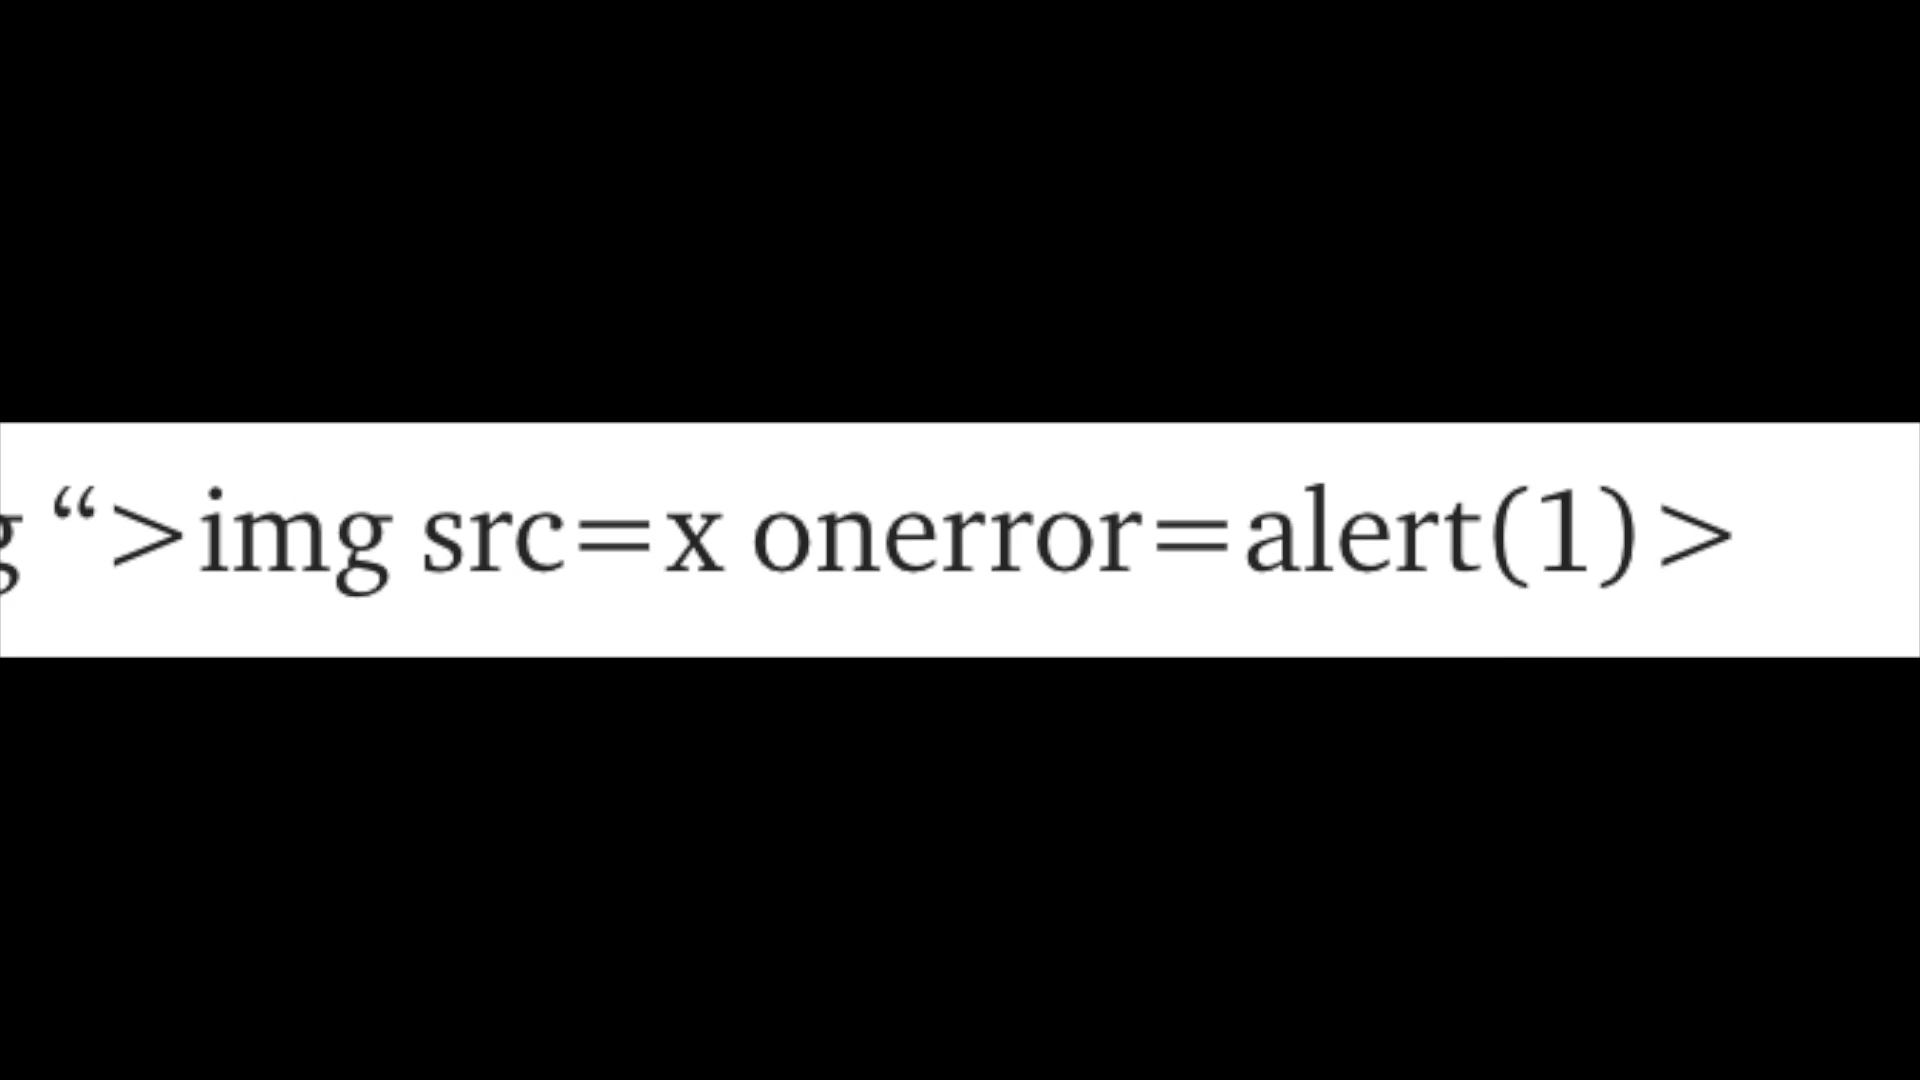 g “>img src=x onerror=alert(1)>